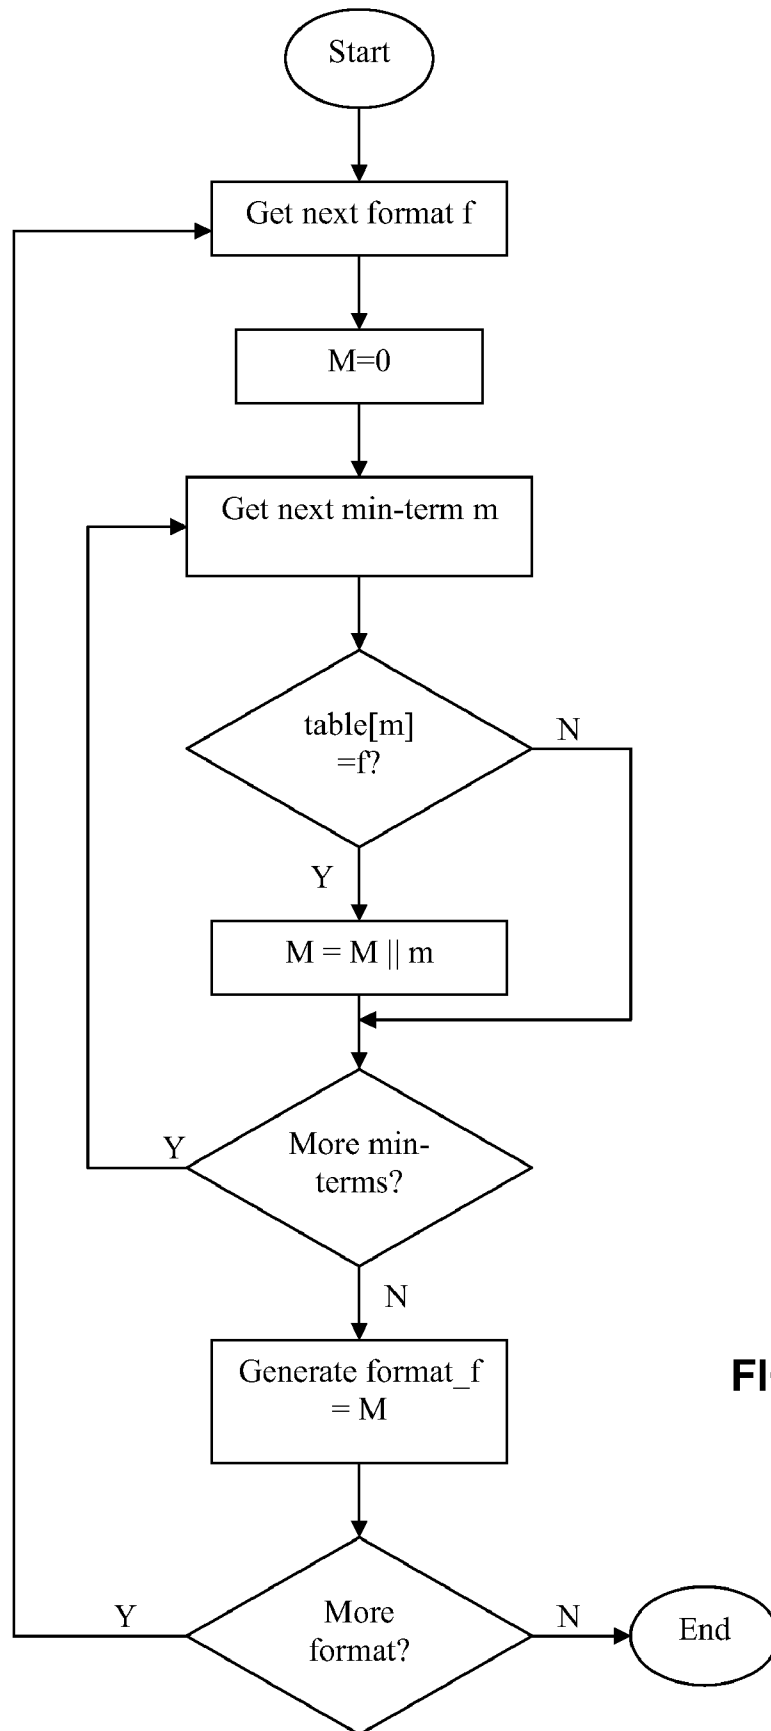 Start
Get next format f
M=0
Get next min-term m
table[m]
=f?
N
Y
M = M || m
More min-
terms?
Y
N
Generate format_f
= M
More
format?
Y
N
End